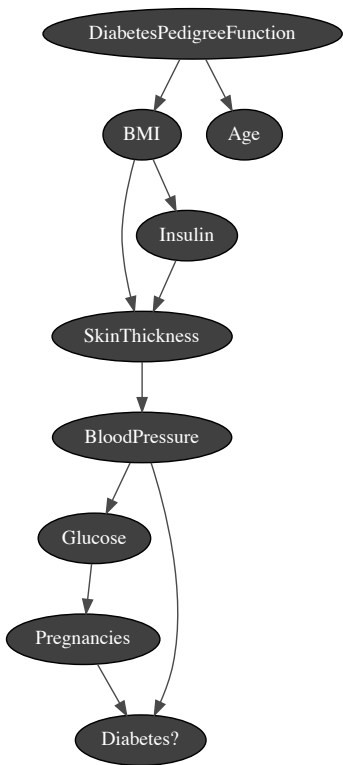 DiabetesPedigreeFunction
BMI
Age
Insulin
SkinThickness
BloodPressure
Glucose
Pregnancies
Diabetes?